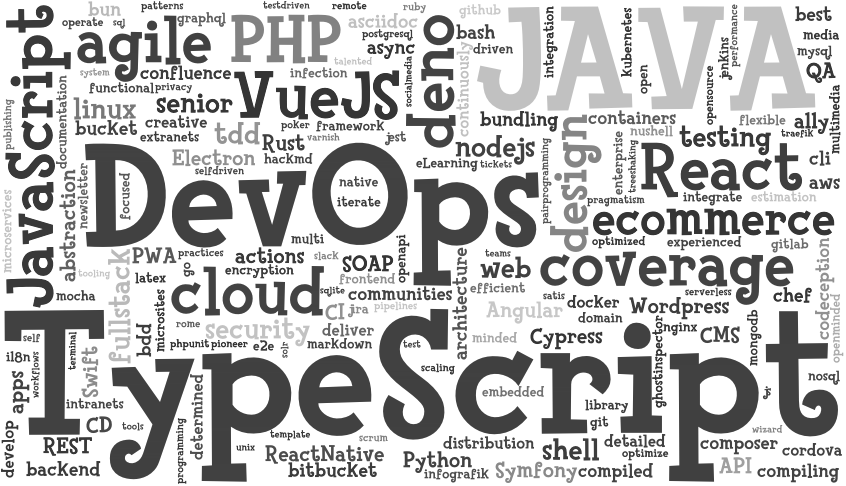 bun
patterns
testdriven
remote
ruby
github
operate
sql
graphql
asciidoc
best
agile
PHP
postgresql
bash
JAVA
media
async
driven
integration
kubernetes
jenkins
performance
mysql
JavaScript
system
confluence
infection
talented
deno
continuously
open
opensource
QA
functional
privacy
VueJS
socialmedia
multimedia
linux
senior
publishing
documentation
bucket
creative
tdd
poker
framework
bundling
containers
flexible
ally
extranets
Rust
varnish
jest
nodejs
design
nushell
testing
traefik
Electron
hackmd
eLearning
tickets
pairprogramming
enterprise
treeshaking
React
cli
selfdriven
DevOps
native
iterate
focused
newsletter
abstraction
microservices
pragmatism
integrate
estimation
aws
ecommerce
multi
optimized
experienced
gitlab
PWA
practices
actions
slack
openapi
teams
web
coverage
fullstack
tooling
latex
go
encryption
SOAP
frontend
efficient
codeception
cloud
sqlite
communities
architecture
satis
docker
serverless
chef
mocha
microsites
CI
jira
pipelines
Angular
domain
Wordpress
openminded
rome
security
deliver
minded
Cypress
ghostinspector
nginx
CMS
mongodb
TypeScript
self
terminal
bdd
phpunit
pioneer
e2e
solr
markdown
test
i18n
workflows
Swift
scaling
apps
embedded
js
nosql
intranets
library
develop
CD
tools
determined
programming
template
scrum
git
wizard
REST
unix
ReactNative
distribution
shell
detailed
composer
optimize
cordova
backend
bitbucket
Python
infografik
Symfony
compiled
API
compiling